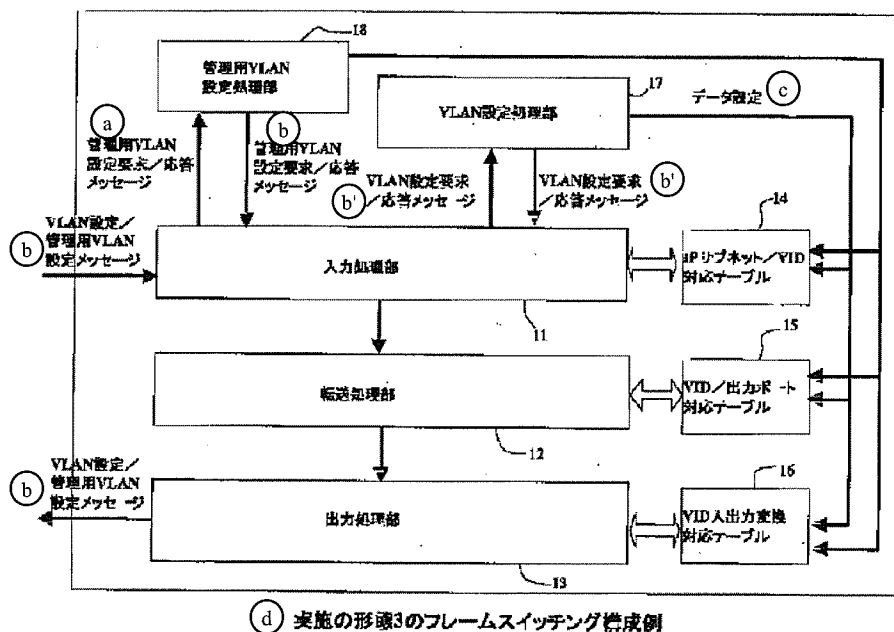 18
管理用VLAN
設定処理部
17
VLAN設定処理部
データ設定
c
a
管理用VLAN
設定要求／応答
メッセージ
b
管理用VLAN
設定要求／応答
メッセージ
b'
VLAN設定要求
／応答メッセージ
VLAN設定要求
／応答メッセージ
b'
b
VLAN設定／
管理用VLAN
設定メッセージ
入力処理部
11
14
IPサブネット／VID
対応テーブル
転送処理部
12
15
VID／出力ポート
対応テーブル
b
VLAN設定／
管理用VLAN
設定メッセージ
出力処理部
13
16
VID入出力変換
対応テーブル
d
実施の形態3のフレームスイッチング構成例